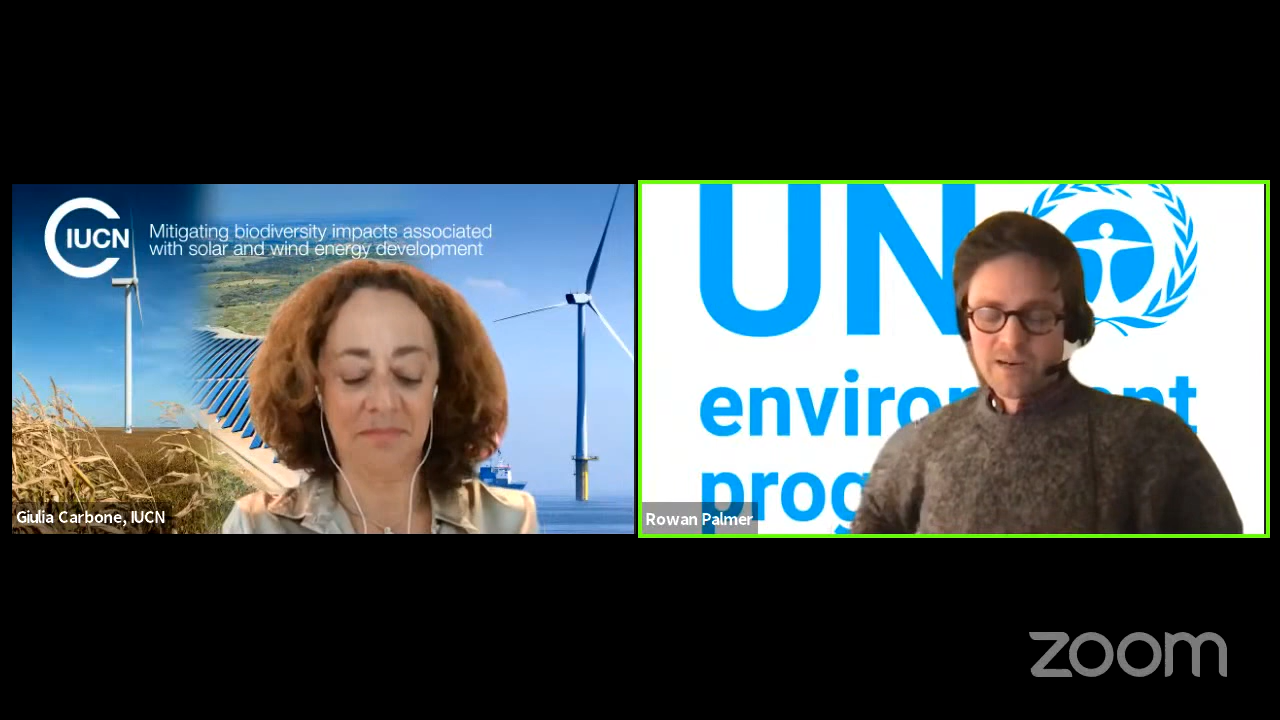 IUCN
Mitigating biodiversity impacts associated
with solar and wind energy development
Giulia Carbone, IUCN
UN
environment
prog
Rowan Palmer
zoom